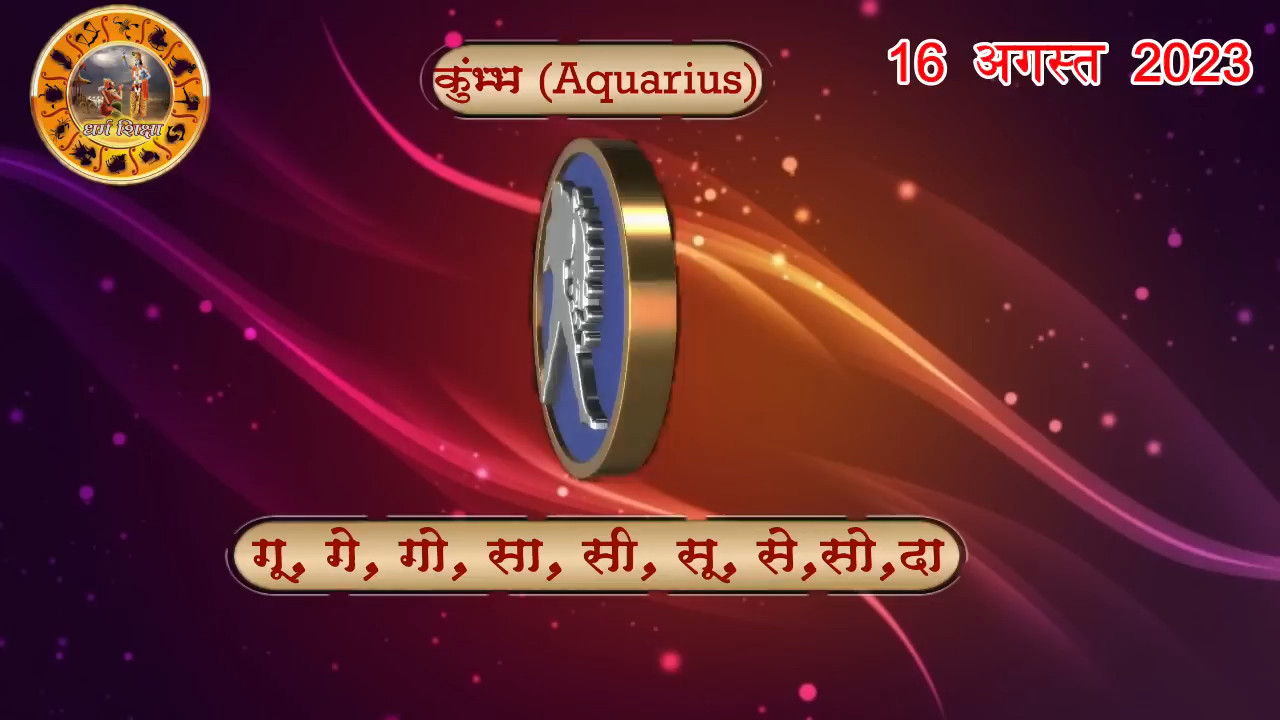 धर्म शिक्षा
कुंम्भ (Aquarius)
16 अगस्त 2023
गू, गे, गो, सा, सी, सू, से,सो,दा